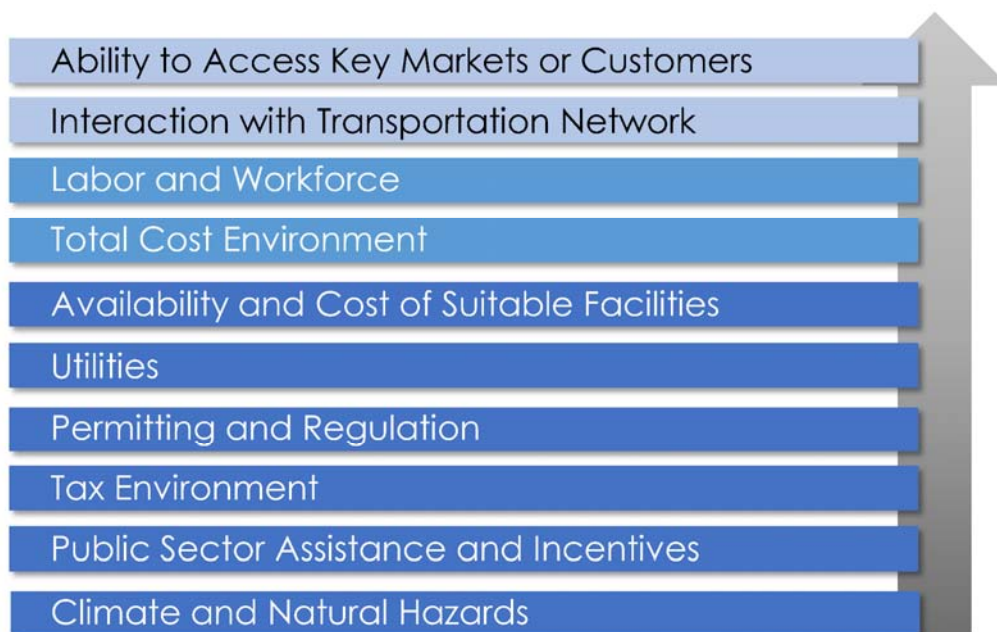 Ability to Access Key Markets or Customers
Interaction with Transportation Network
Labor and Workforce
Total Cost Environment
Availability and Cost of Suitable Facilities
Utilities
Permitting and Regulation
Tax Environment
Public Sector Assistance and Incentives
Climate and Natural Hazards